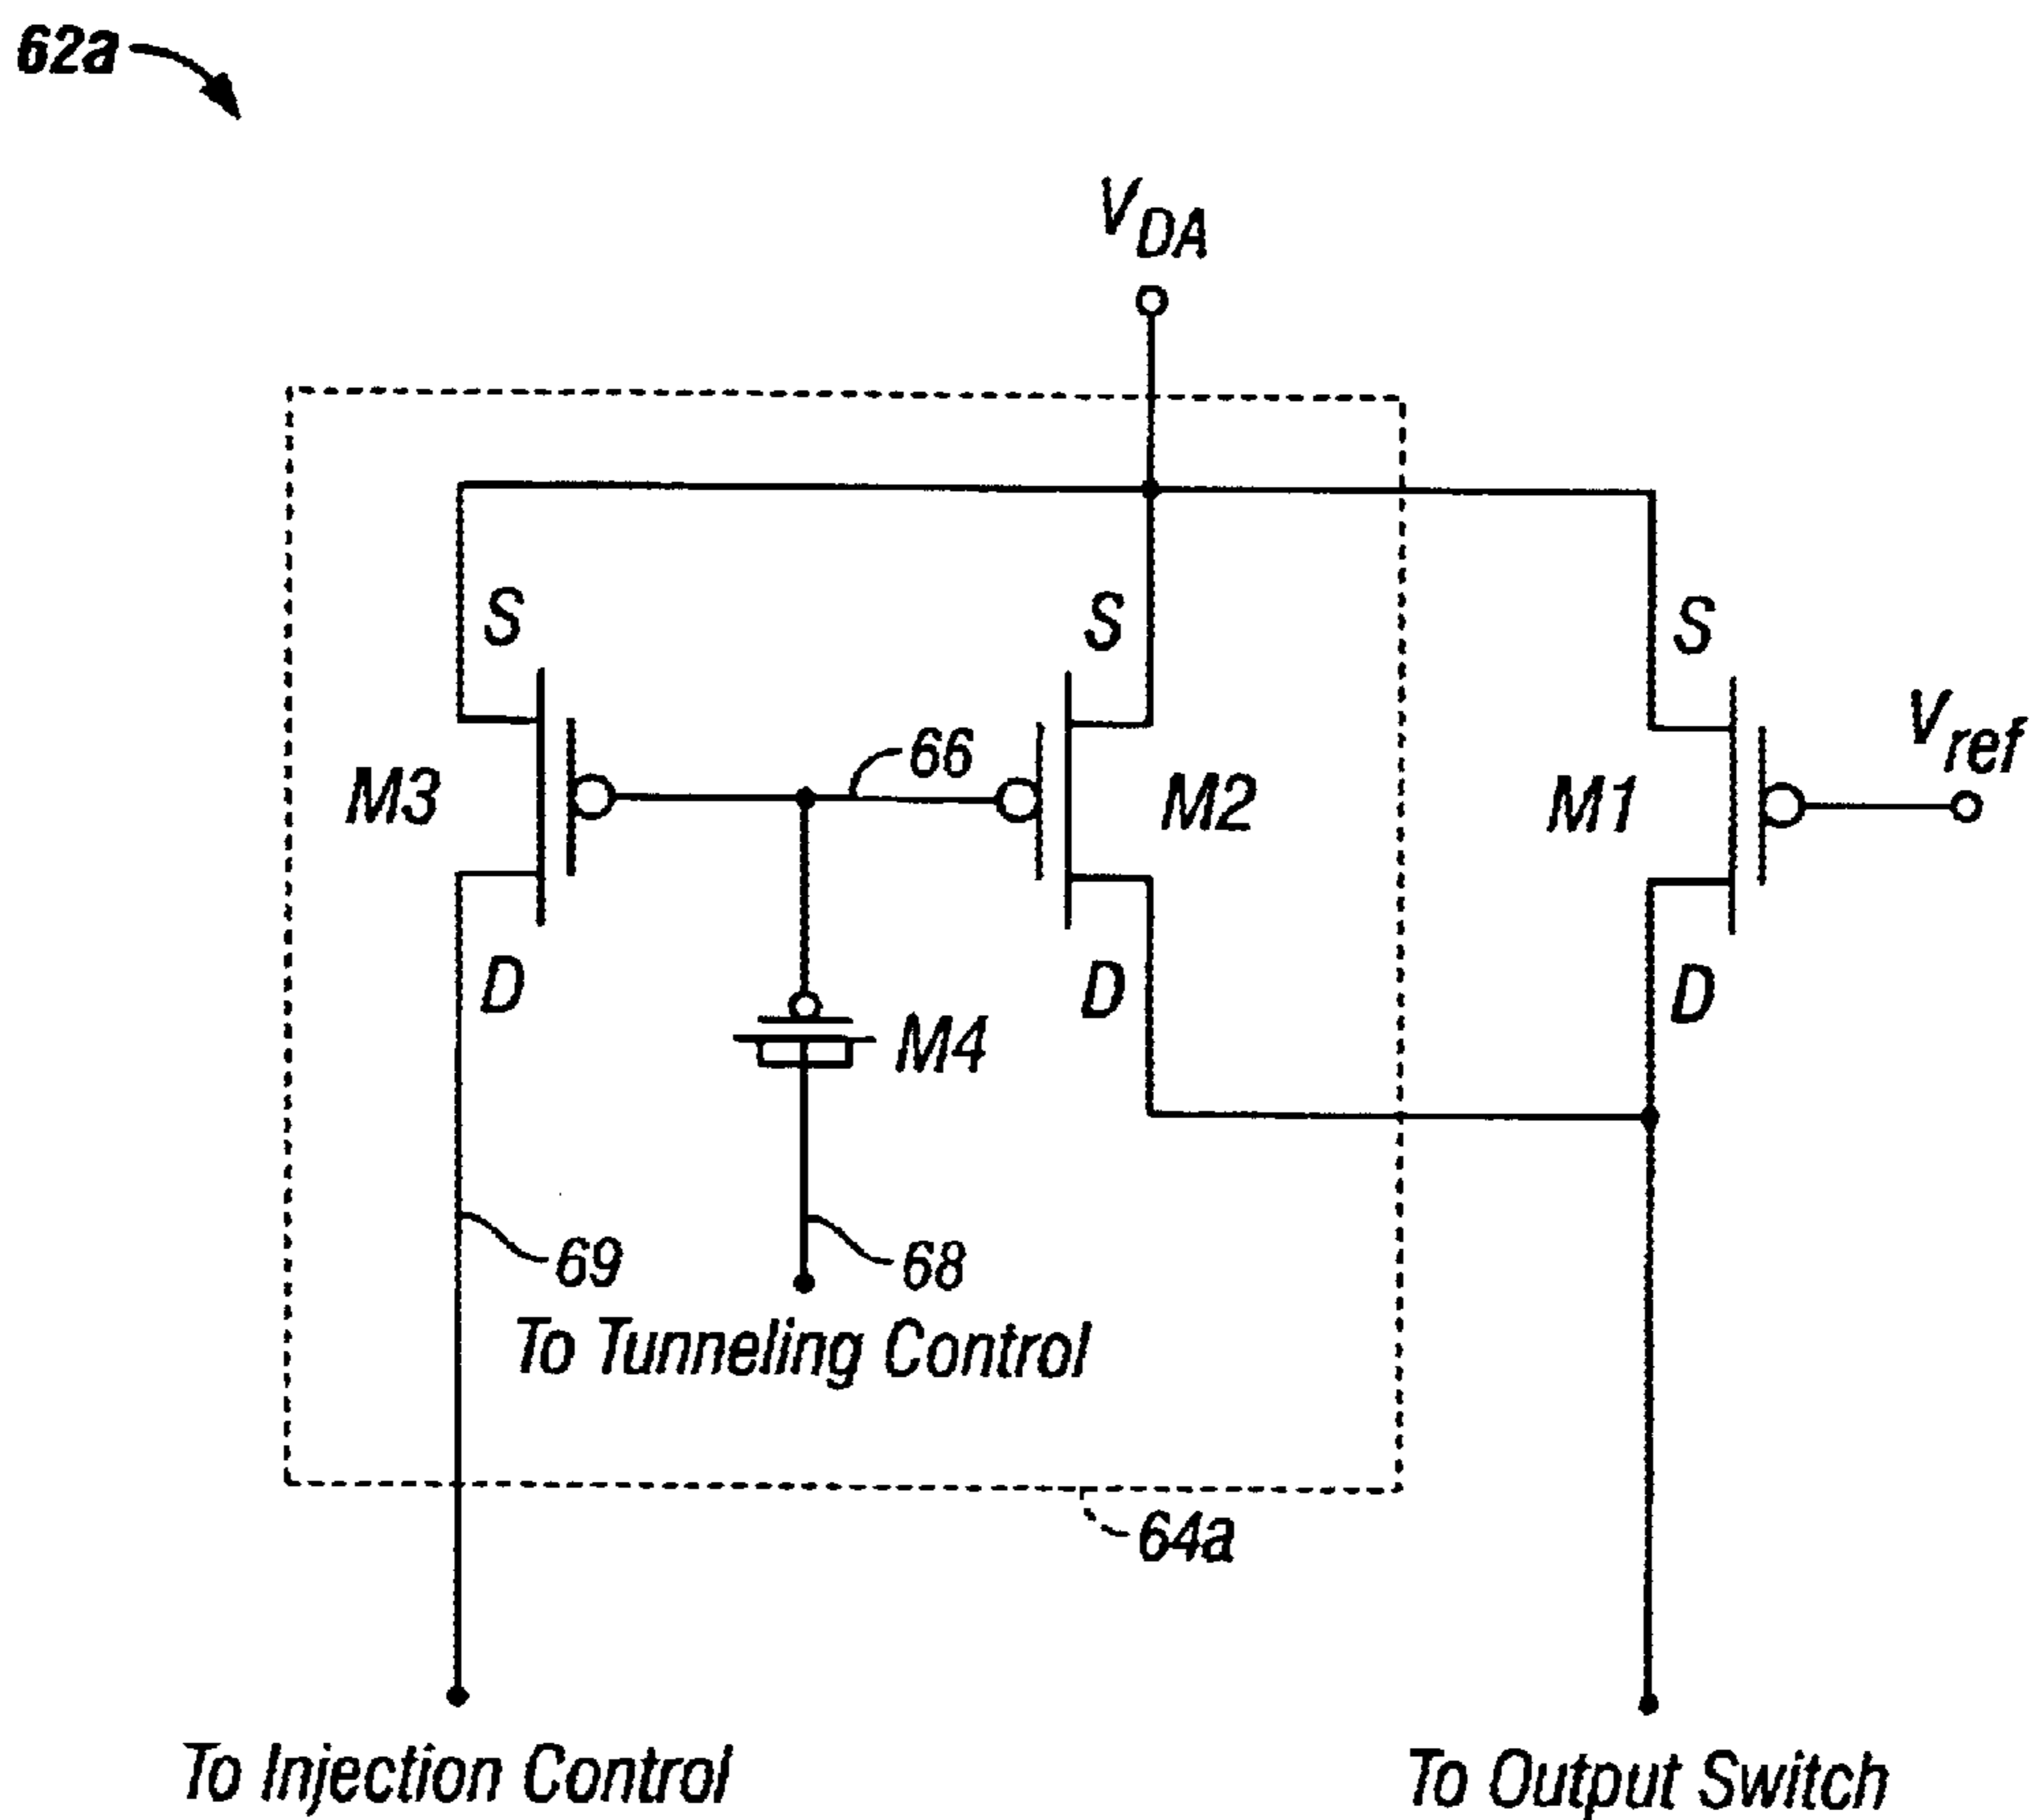 62a
VDA
S
S
S
Vref
66
M3
M2
M1
D
D
D
M4
69
68
To Tunneling Control
64a
To Injection Control
To Output Switch